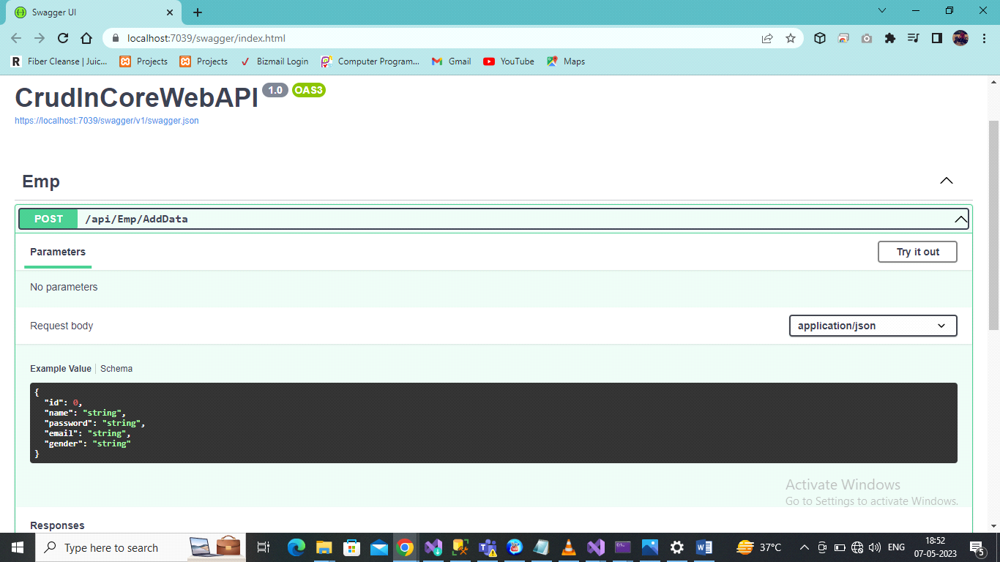 Swagger UI
localhost:7039/swagger/index.html
R Fiber Cleanse | Juic... Projects Projects Bizmail Login Computer Program... Gmail YouTube Maps
CrudInCoreWebAPI 1.0 OAS3
https://localhost:7039/swagger/v1/swagger.json
Emp
POST /api/Emp/AddData
Parameters Try it out
No parameters
Request body application/json
Example Value Schema
{
"id": 0,
"name": "string",
"password": "string",
"email": "string",
"gender": "string"
}
Activate Windows
Go to Settings to activate Windows.
Responses
Type here to search 37°C ENG 18:52
07-05-2023 5